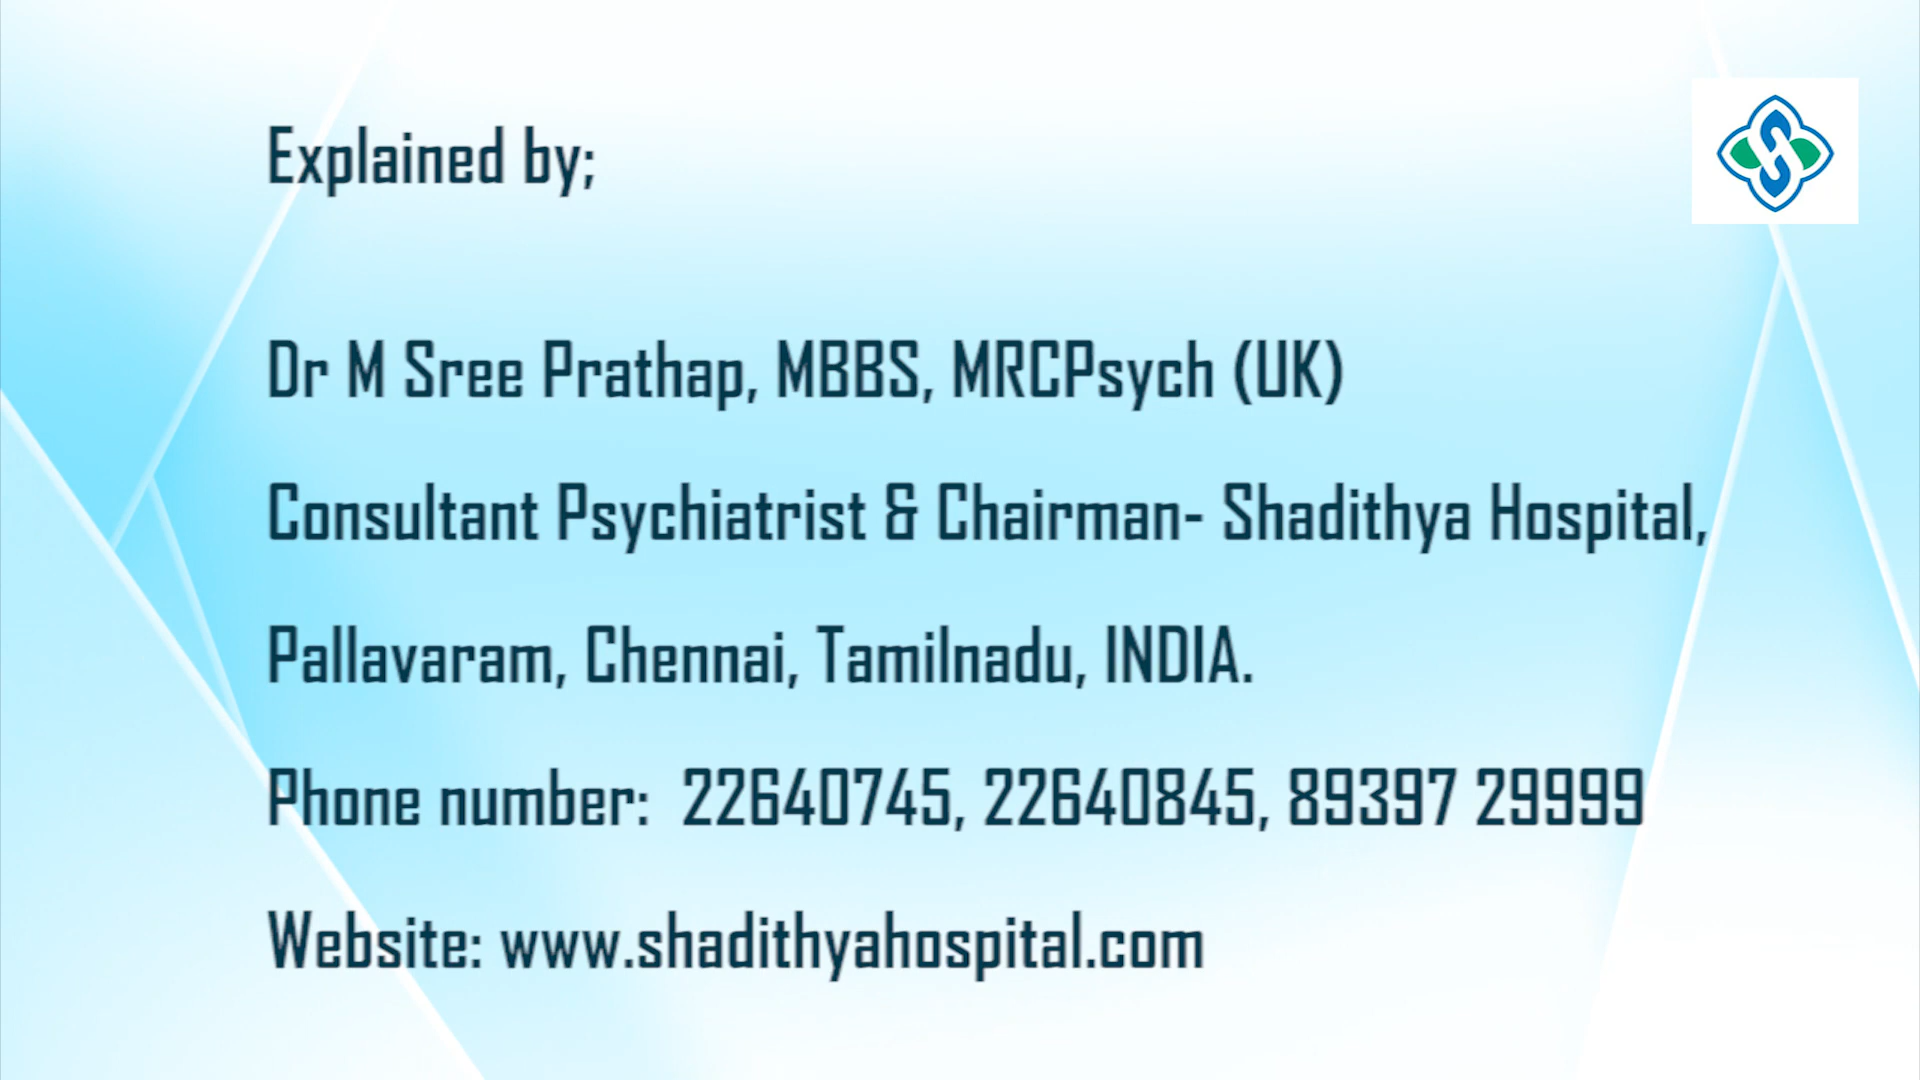 Explained by;
Dr M Sree Prathap, MBBS, MRCPsych (UK)
Consultant Psychiatrist & Chairman- Shadithya Hospital,
Pallavaram, Chennai, Tamilnadu, INDIA.
Phone number:  22640745, 22640845, 89397 29999
Website: www.shadithyahospital.com